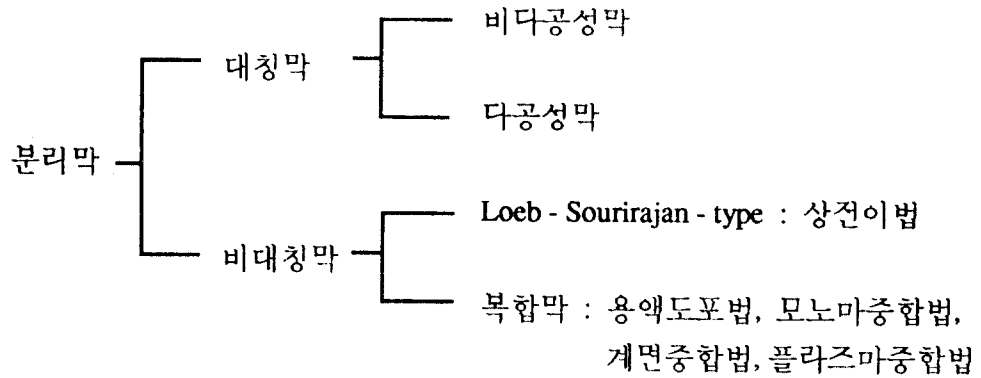 비다공성막
대칭막
다공성막
분리막
Loeb - Sourirajan - type : 상전이법
비대칭막
복합막 : 용액도포법, 모노마중합법,
계면중합법, 플라즈마중합법